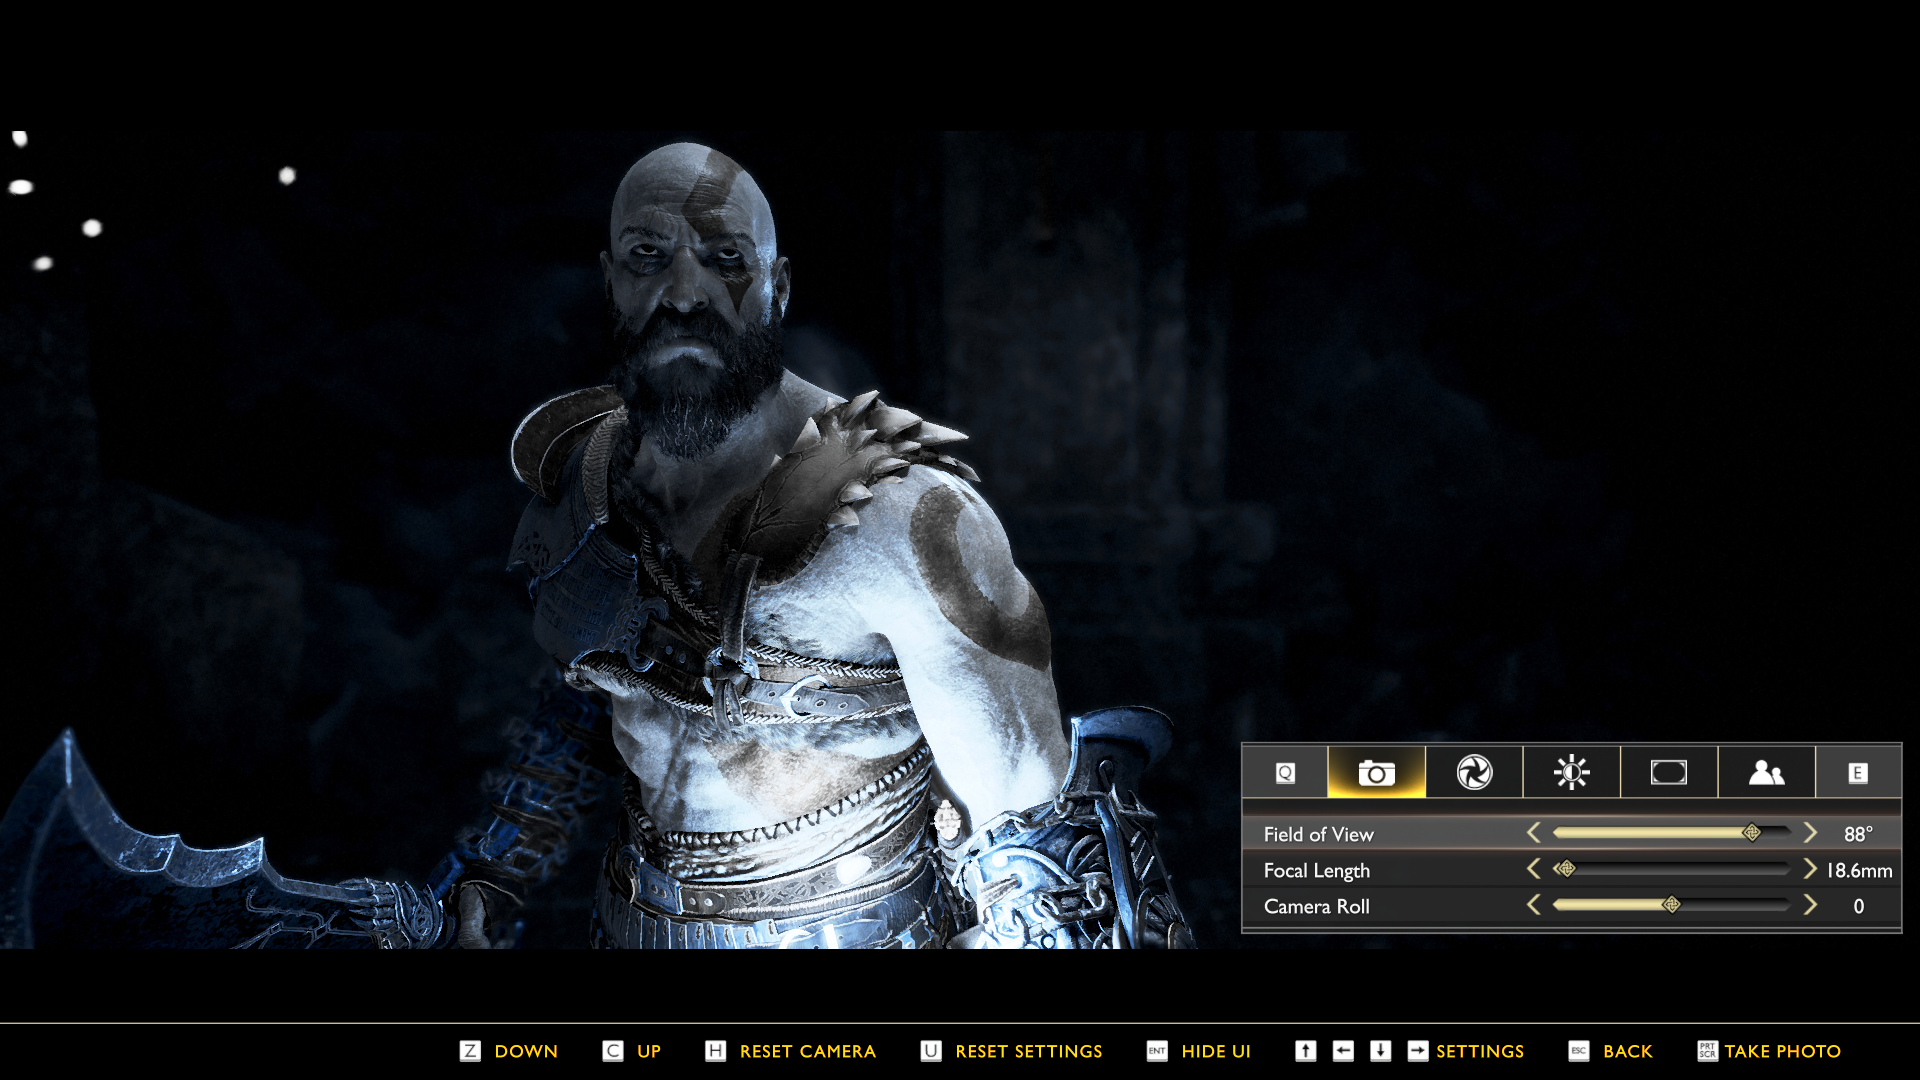 Q
E
Field of View 88°
Focal Length 18.6mm
Camera Roll 0
Z DOWN C UP H RESET CAMERA U RESET SETTINGS ENT HIDE UI ↑ ← ↓ → SETTINGS ESC BACK PRT SCR TAKE PHOTO